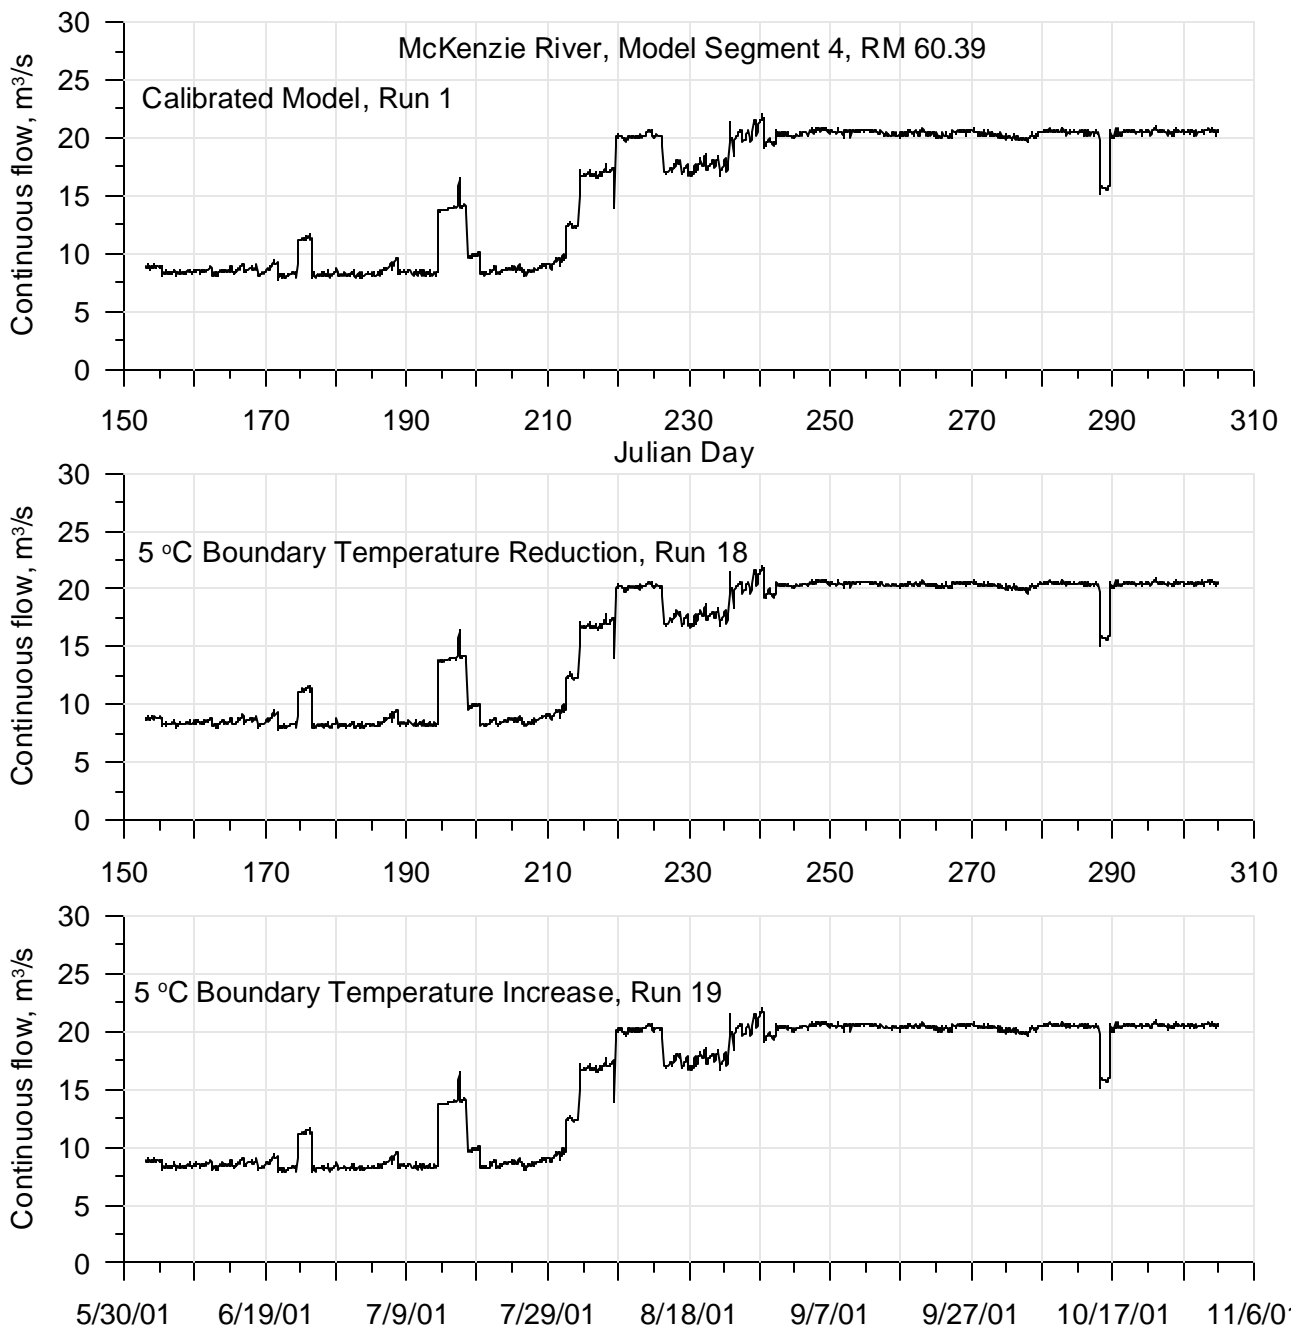 McKenzie River, Model Segment 4, RM 60.39
Calibrated Model, Run 1
Continuous flow, m³/s
30
25
20
15
10
5
0
150 170 190 210 230 250 270 290 310
Julian Day
5 °C Boundary Temperature Reduction, Run 18
Continuous flow, m³/s
30
25
20
15
10
5
0
150 170 190 210 230 250 270 290 310
5 °C Boundary Temperature Increase, Run 19
Continuous flow, m³/s
30
25
20
15
10
5
0
5/30/01 6/19/01 7/9/01 7/29/01 8/18/01 9/7/01 9/27/01 10/17/01 11/6/01